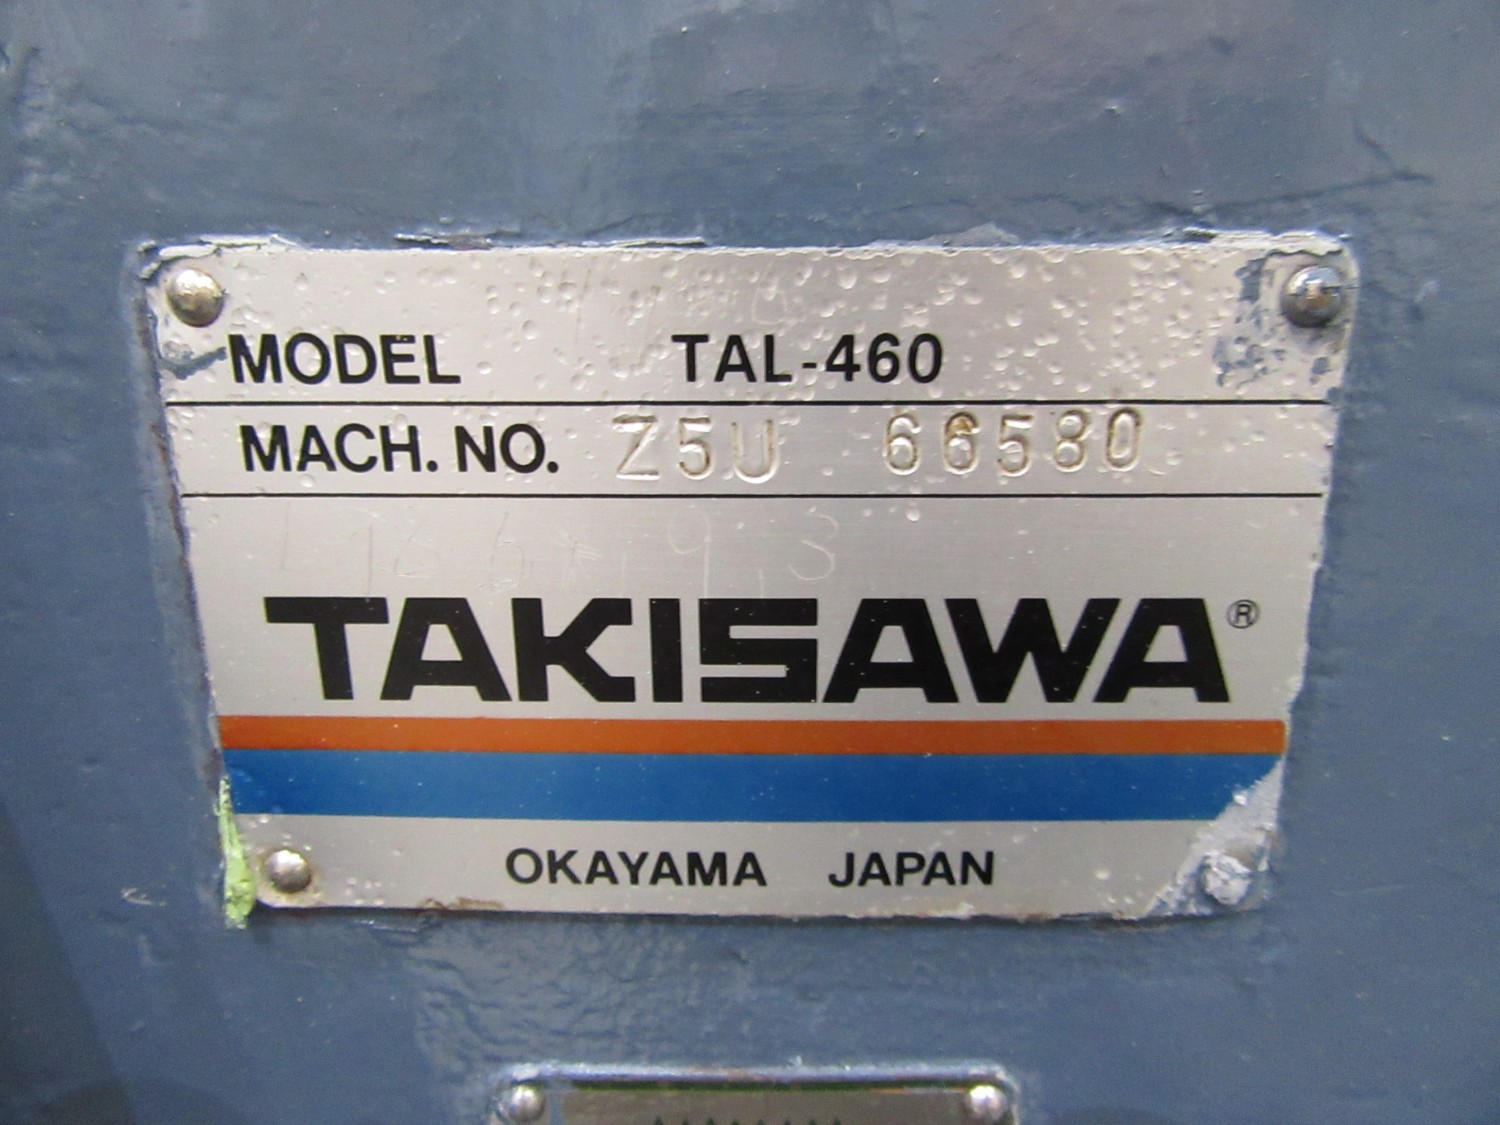 MODEL TAL-460
MACH. NO. Z5U 66580
TAKISAWA®
OKAYAMA JAPAN